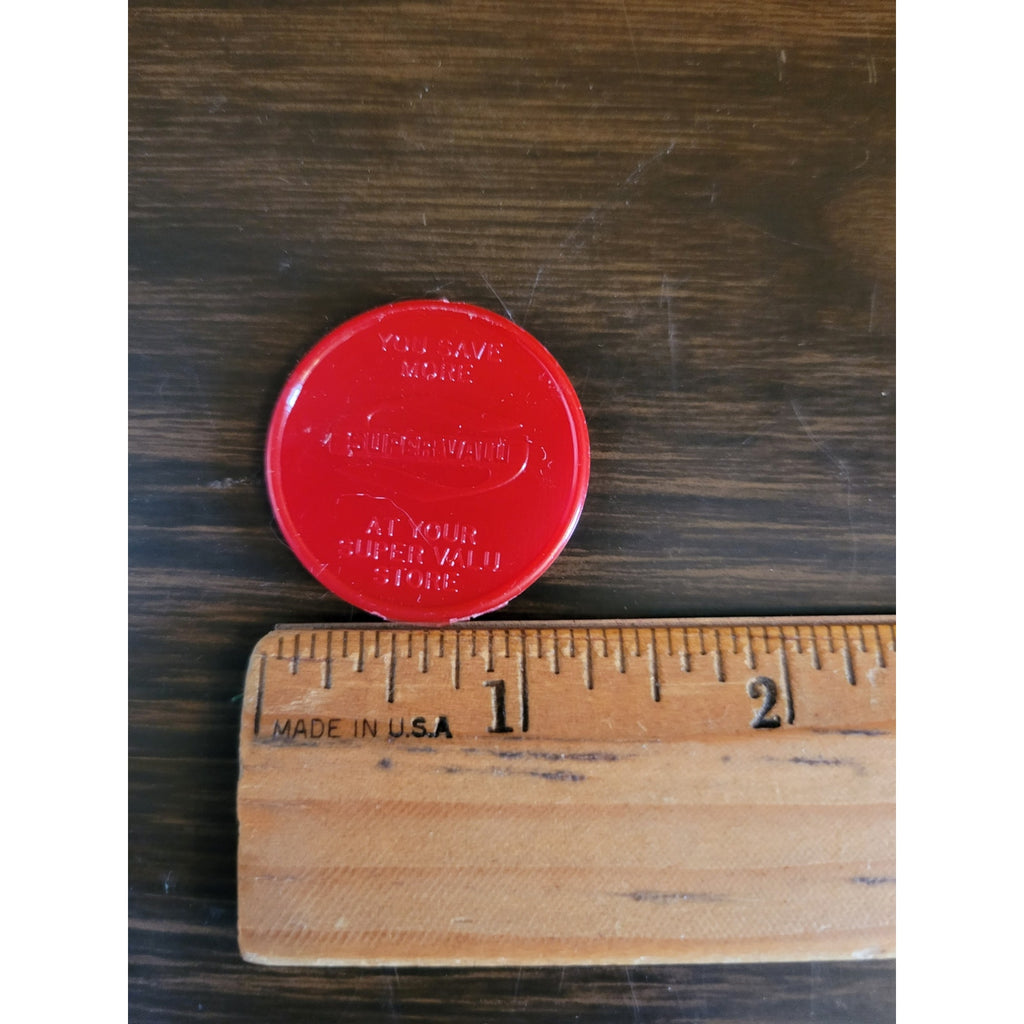 YOU SAVE
MORE
SUPER VALU
AT YOUR
SUPER VALU
STORE
1
2
MADE IN U.S.A